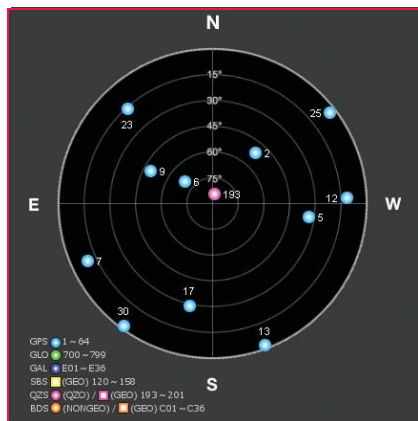 N
15°
30°
45°
60°
75°
25
23
2
9
6
193
12
5
E
W
7
17
30
13
S
GPS 1 ~ 64
GLO 700 ~ 799
GAL E01 ~ E36
SBS (GEO) 120 ~ 158
QZS (QZO) / (GEO) 193 ~ 201
BDS (NONGEO) / (GEO) C01 ~ C36